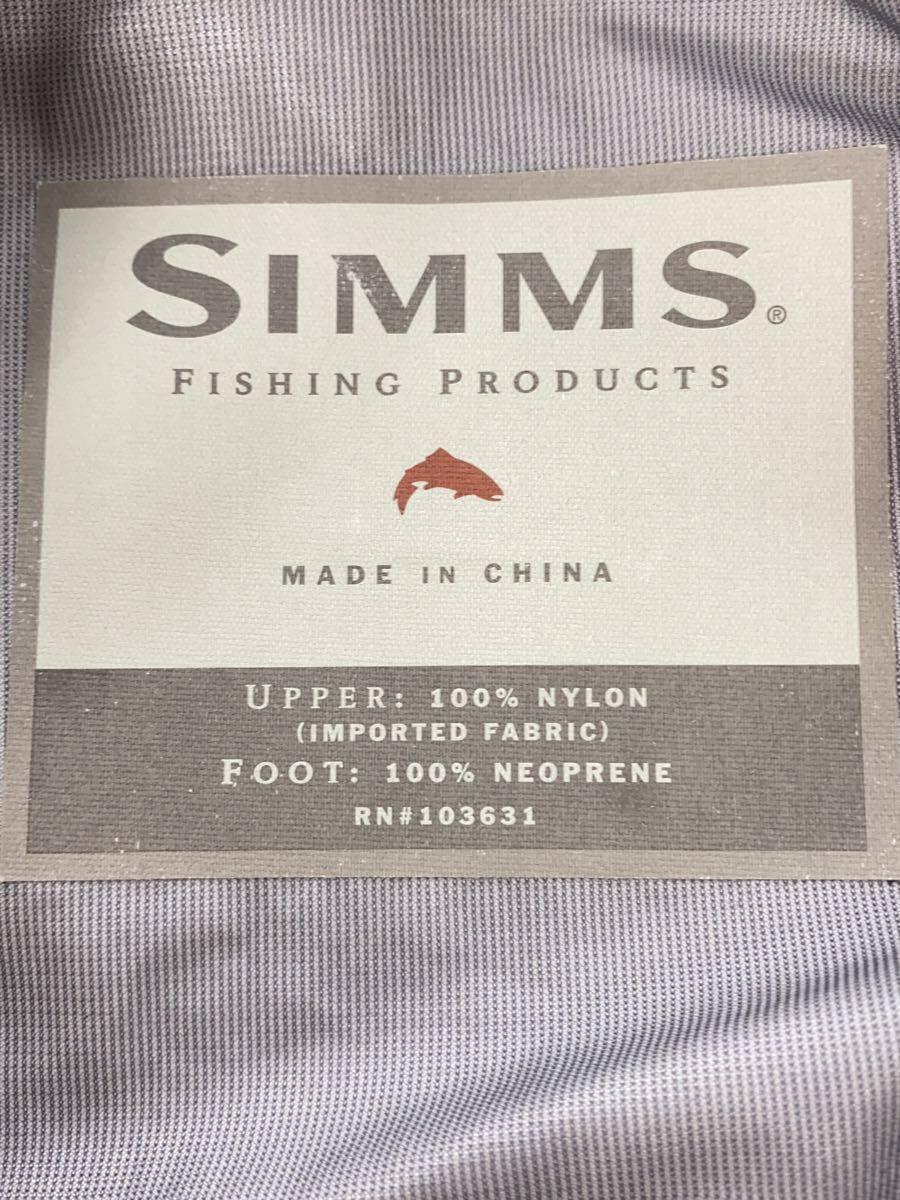 SIMMS®
FISHING PRODUCTS
MADE IN CHINA
UPPER: 100% NYLON
(IMPORTED FABRIC)
FOOT: 100% NEOPRENE
RN#103631